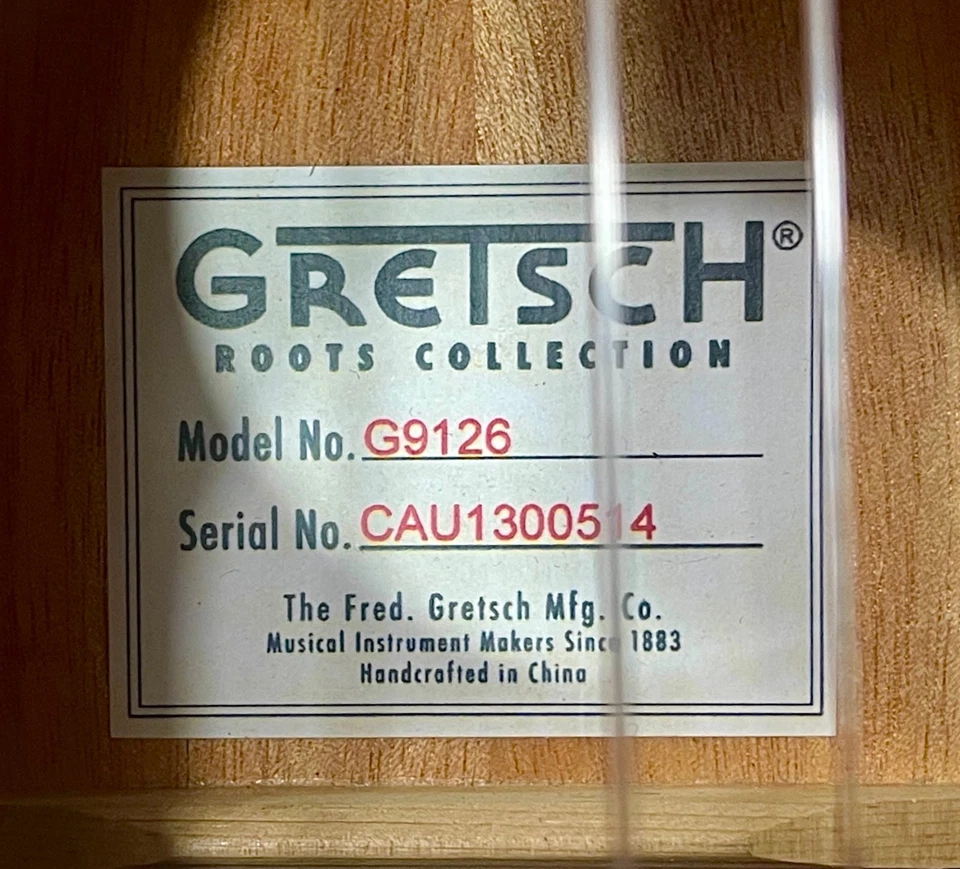 GRETSCH®
ROOTS COLLECTION
Model No. G9126
Serial No. CAU1300514
The Fred. Gretsch Mfg. Co.
Musical Instrument Makers Since 1883
Handcrafted in China